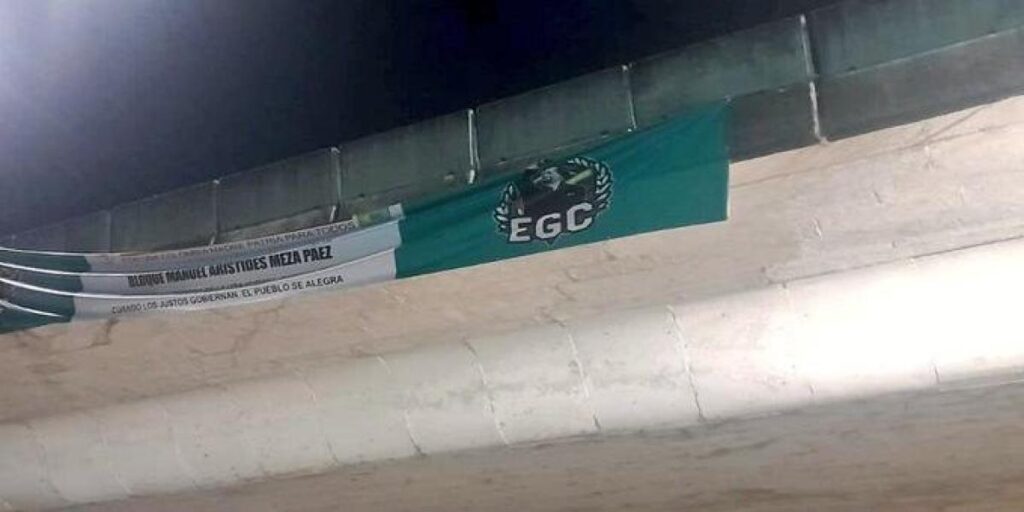 PATRIA PARA TODOS
BLOQUE MANUEL ARISTIDES MEZA PAEZ
CUANDO LOS JUSTOS GOBIERNAN, EL PUEBLO SE ALEGRA
EGC